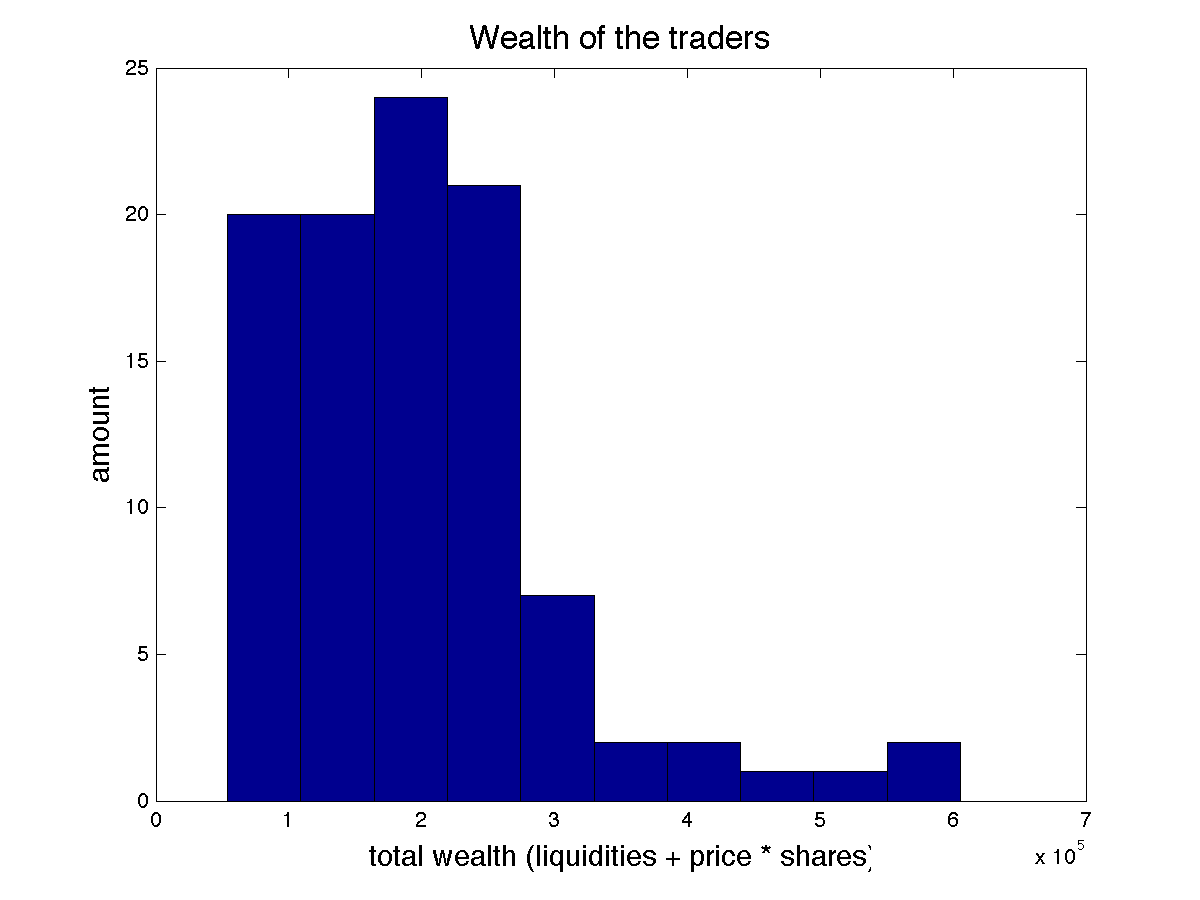 Wealth of the traders
25
20
15
10
5
0
amount
0 1 2 3 4 5 6 7
total wealth (liquidities + price * shares)
x 10^5